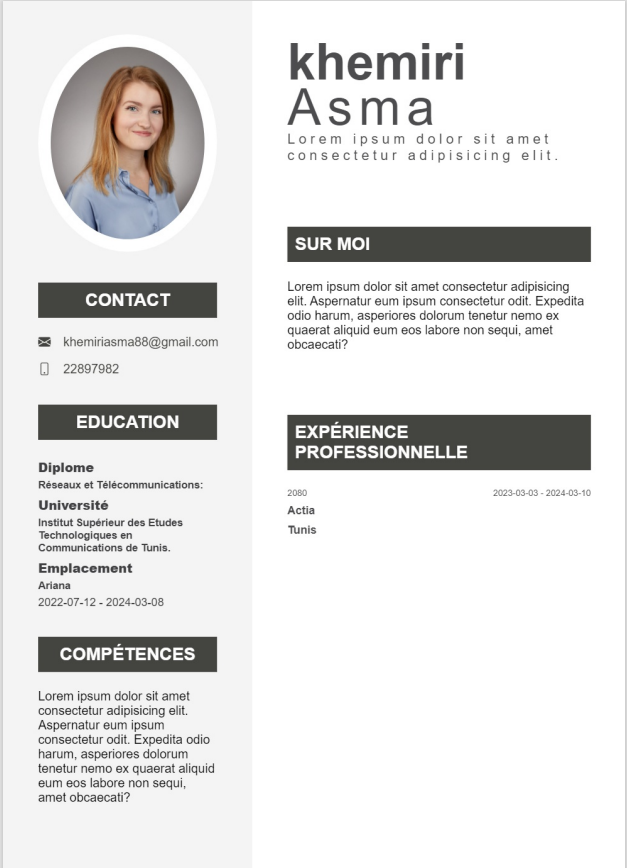 khemiri
Asma
Lorem ipsum dolor sit amet
consectetur adipisicing elit.
CONTACT
khemiriasma88@gmail.com
22897982
EDUCATION
Diplome
Réseaux et Télécommunications:
Université
Institut Supérieur des Etudes
Technologiques en
Communications de Tunis.
Emplacement
Ariana
2022-07-12 - 2024-03-08
COMPÉTENCES
Lorem ipsum dolor sit amet
consectetur adipisicing elit.
Aspernatur eum ipsum
consectetur odit. Expedita odio
harum, asperiores dolorum
tenetur nemo ex quaerat aliquid
eum eos labore non sequi,
amet obcaecati?
SUR MOI
Lorem ipsum dolor sit amet consectetur adipisicing
elit. Aspernatur eum ipsum consectetur odit. Expedita
odio harum, asperiores dolorum tenetur nemo ex
quaerat aliquid eum eos labore non sequi, amet
obcaecati?
EXPÉRIENCE
PROFESSIONNELLE
2080 2023-03-03 - 2024-03-10
Actia
Tunis